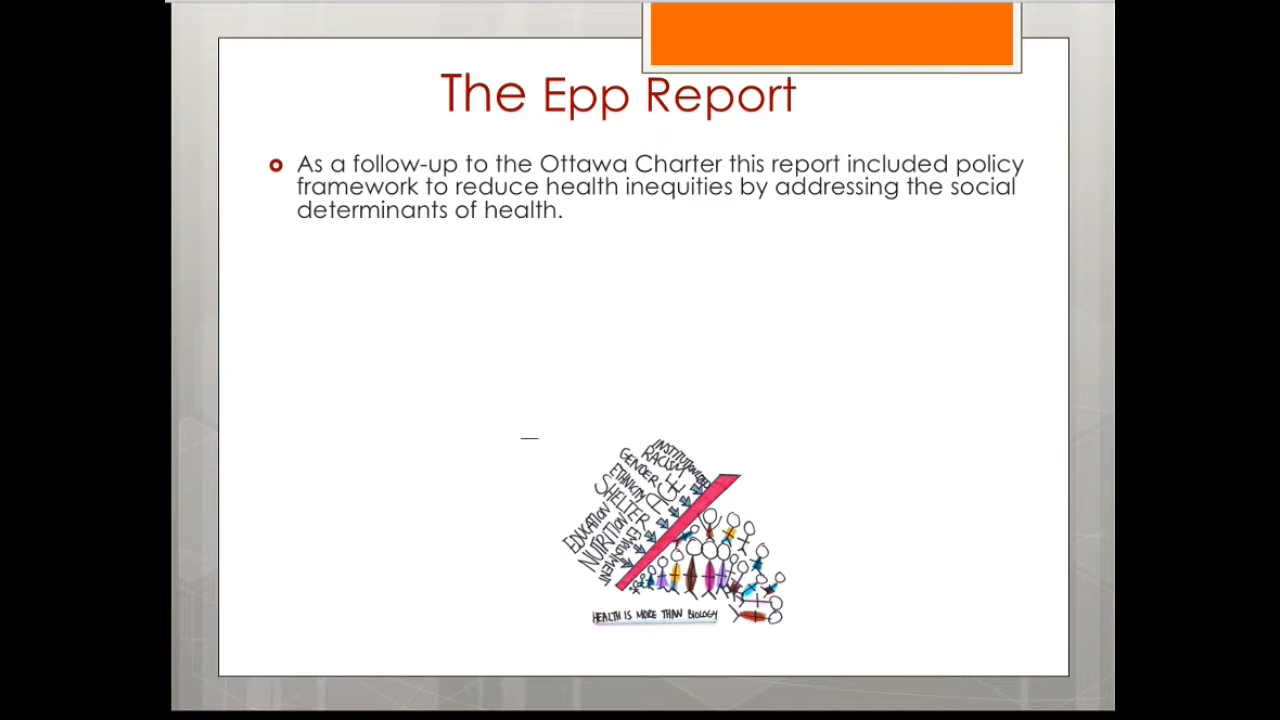 The Epp Report
As a follow-up to the Ottawa Charter this report included policy
framework to reduce health inequities by addressing the social
determinants of health.
RACISM
GENDER
AGE
ETHNICITY
SHELTER
EDUCATION
NUTRITION
EMPLOYMENT
HEALTH IS MORE THAN BIOLOGY